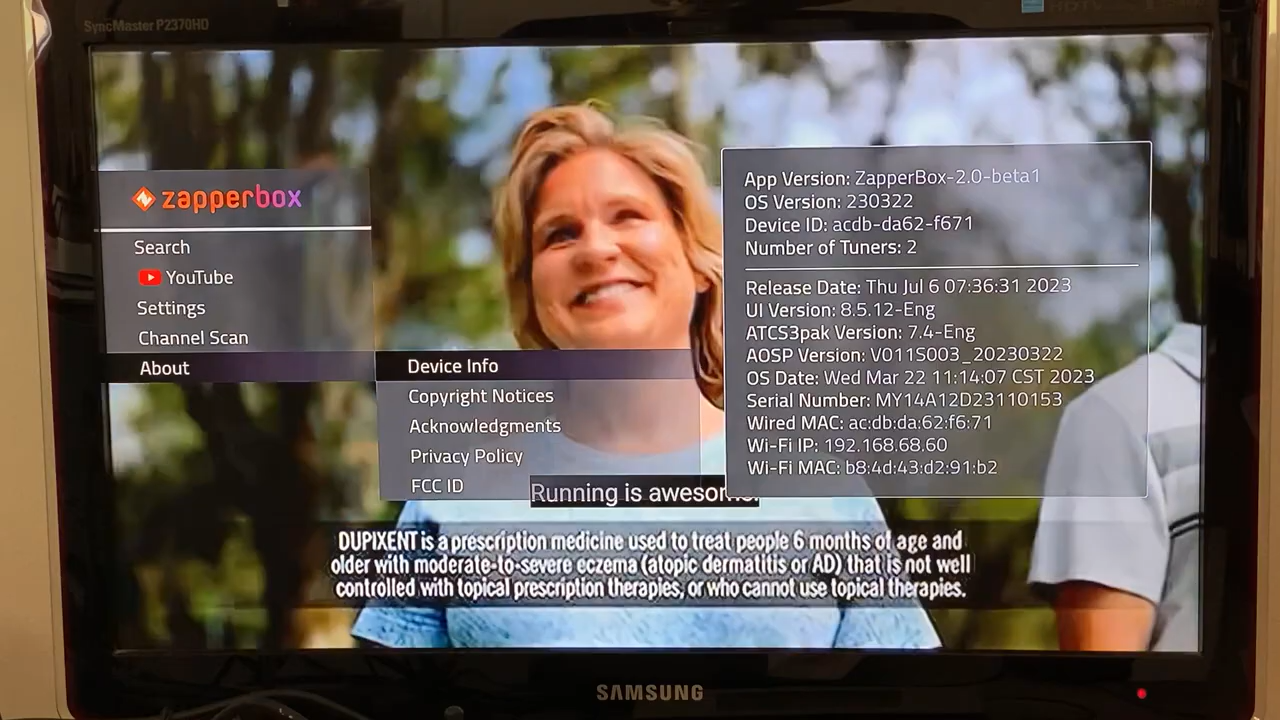 SyncMaster P2370HD
zapperbox
Search
YouTube
Settings
Channel Scan
About
Device Info
Copyright Notices
Acknowledgments
Privacy Policy
FCC ID
App Version: ZapperBox-2.0-beta1
OS Version: 230322
Device ID: acdb-da62-f671
Number of Tuners: 2
Release Date: Thu Jul 6 07:36:31 2023
UI Version: 8.5.12-Eng
ATCS3pak Version: 7.4-Eng
AOSP Version: V011S003_20230322
OS Date: Wed Mar 22 11:14:07 CST 2023
Serial Number: MY14A12D23110153
Wired MAC: ac:db:da:62:f6:71
Wi-Fi IP: 192.168.68.60
Wi-Fi MAC: b8:4d:43:d2:91:b2
Running is awesome.
DUPIXENT is a prescription medicine used to treat people 6 months of age and
older with moderate-to-severe eczema (atopic dermatitis or AD) that is not well
controlled with topical prescription therapies, or who cannot use topical therapies.
SAMSUNG